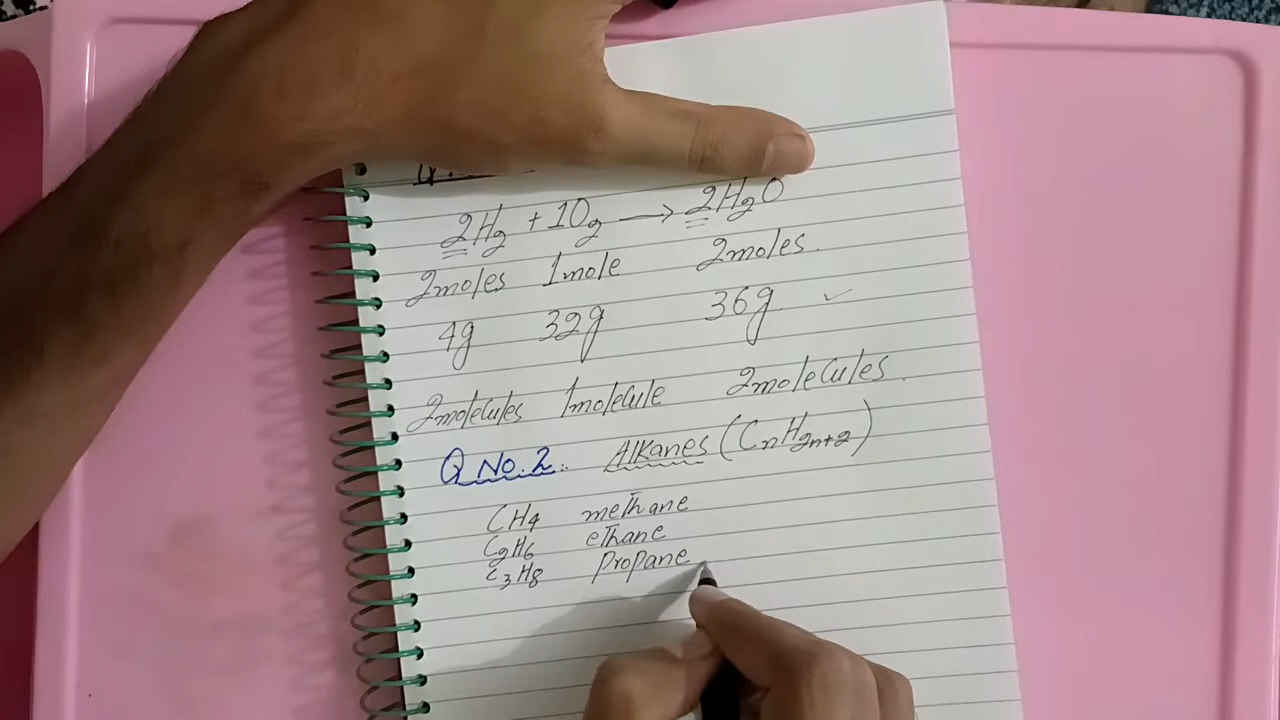 2H2 + 1O2 → 2H2O
2moles 1mole 2moles.
4g 32g 36g ✓
2molecules 1molecule 2molecules.
Q No. 2. Alkanes (CnH2n+2)
CH4 methane
C2H6 ethane
C3H8 Propane